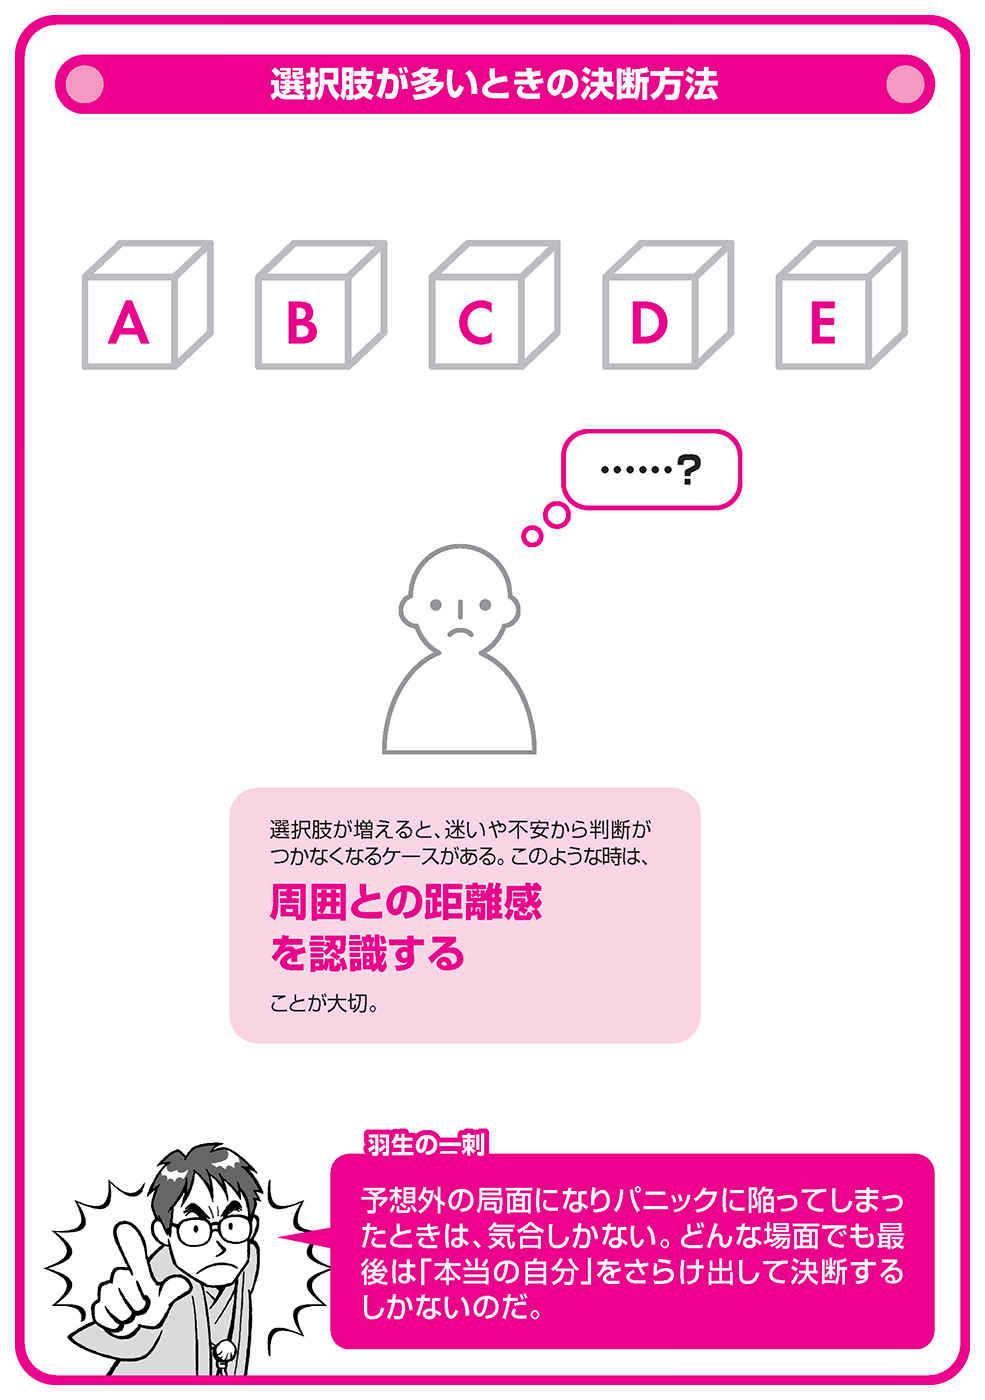 選択肢が多いときの決断方法
A
B
C
D
E
……?
選択肢が増えると、迷いや不安から判断が
つかなくなるケースがある。このような時は、
周囲との距離感
を認識する
ことが大切。
羽生の一刺
予想外の局面になりパニックに陥ってしまっ
たときは、気合しかない。どんな場面でも最
後は「本当の自分」をさらけ出して決断する
しかないのだ。